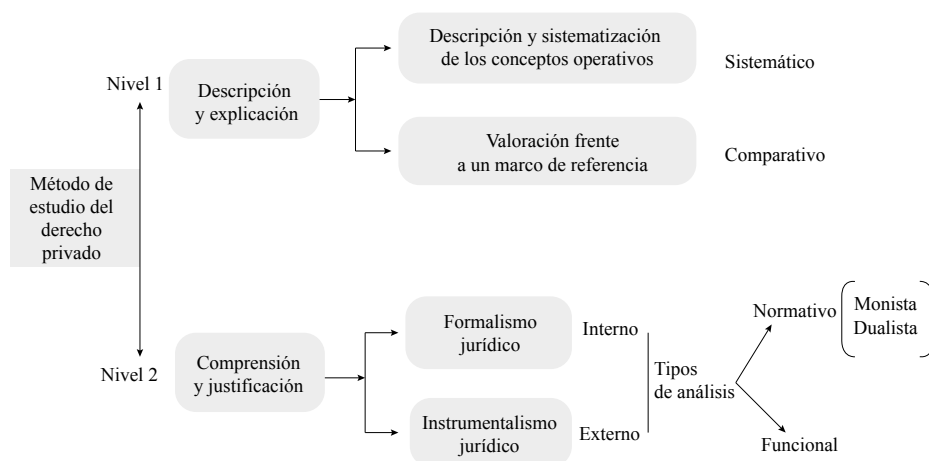 Descripción y sistematización
de los conceptos operativos
Sistemático
Nivel 1
Descripción
y explicación
Valoración frente
a un marco de referencia
Comparativo
Método de
estudio del
derecho
privado
Nivel 2
Comprensión
y justificación
Formalismo
jurídico
Interno
Instrumentalismo
jurídico
Externo
Tipos
de análisis
Normativo
Monista
Dualista
Funcional